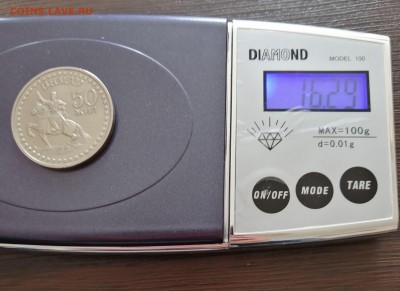 COINS.LAVE.RU
DIAMOND
MODEL 100
16.29
MAX=100g
d=0.01g
ON/OFF
MODE
TARE
50